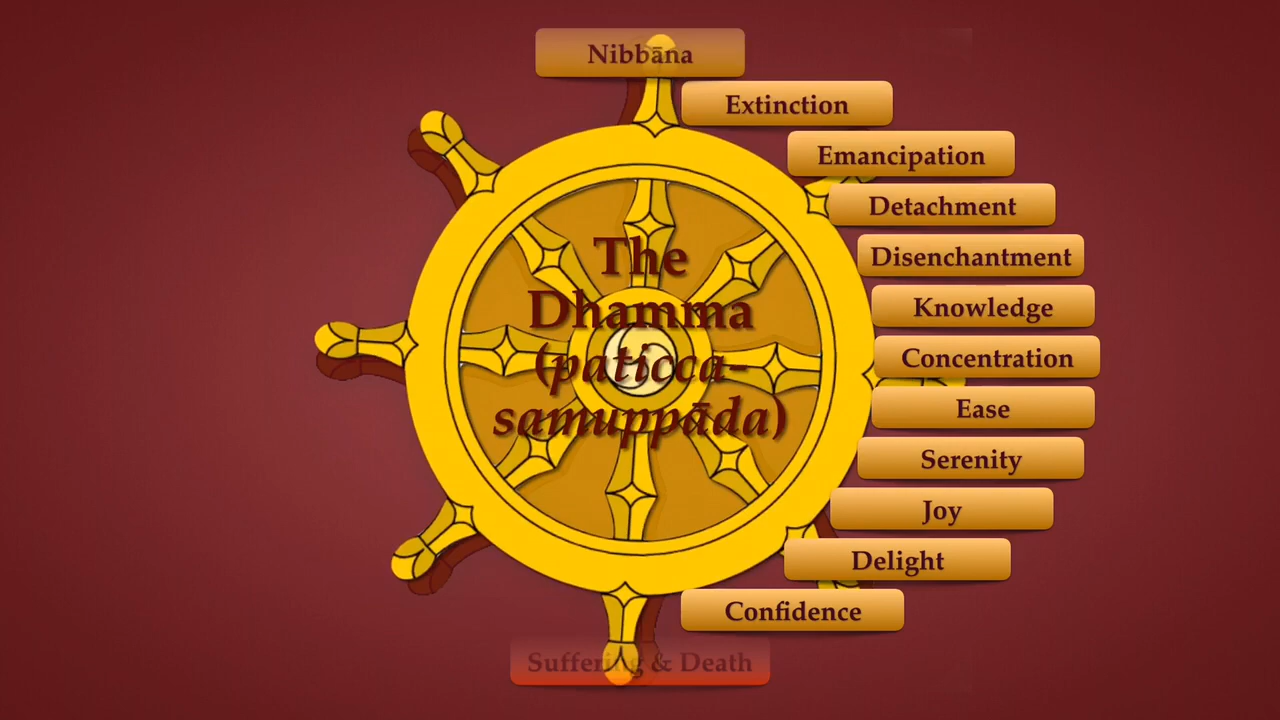 Nibbāna
Extinction
Emancipation
Detachment
Disenchantment
Knowledge
Concentration
Ease
Serenity
Joy
Delight
Confidence
Suffering & Death
The
Dhamma
(paticca-
samuppāda)